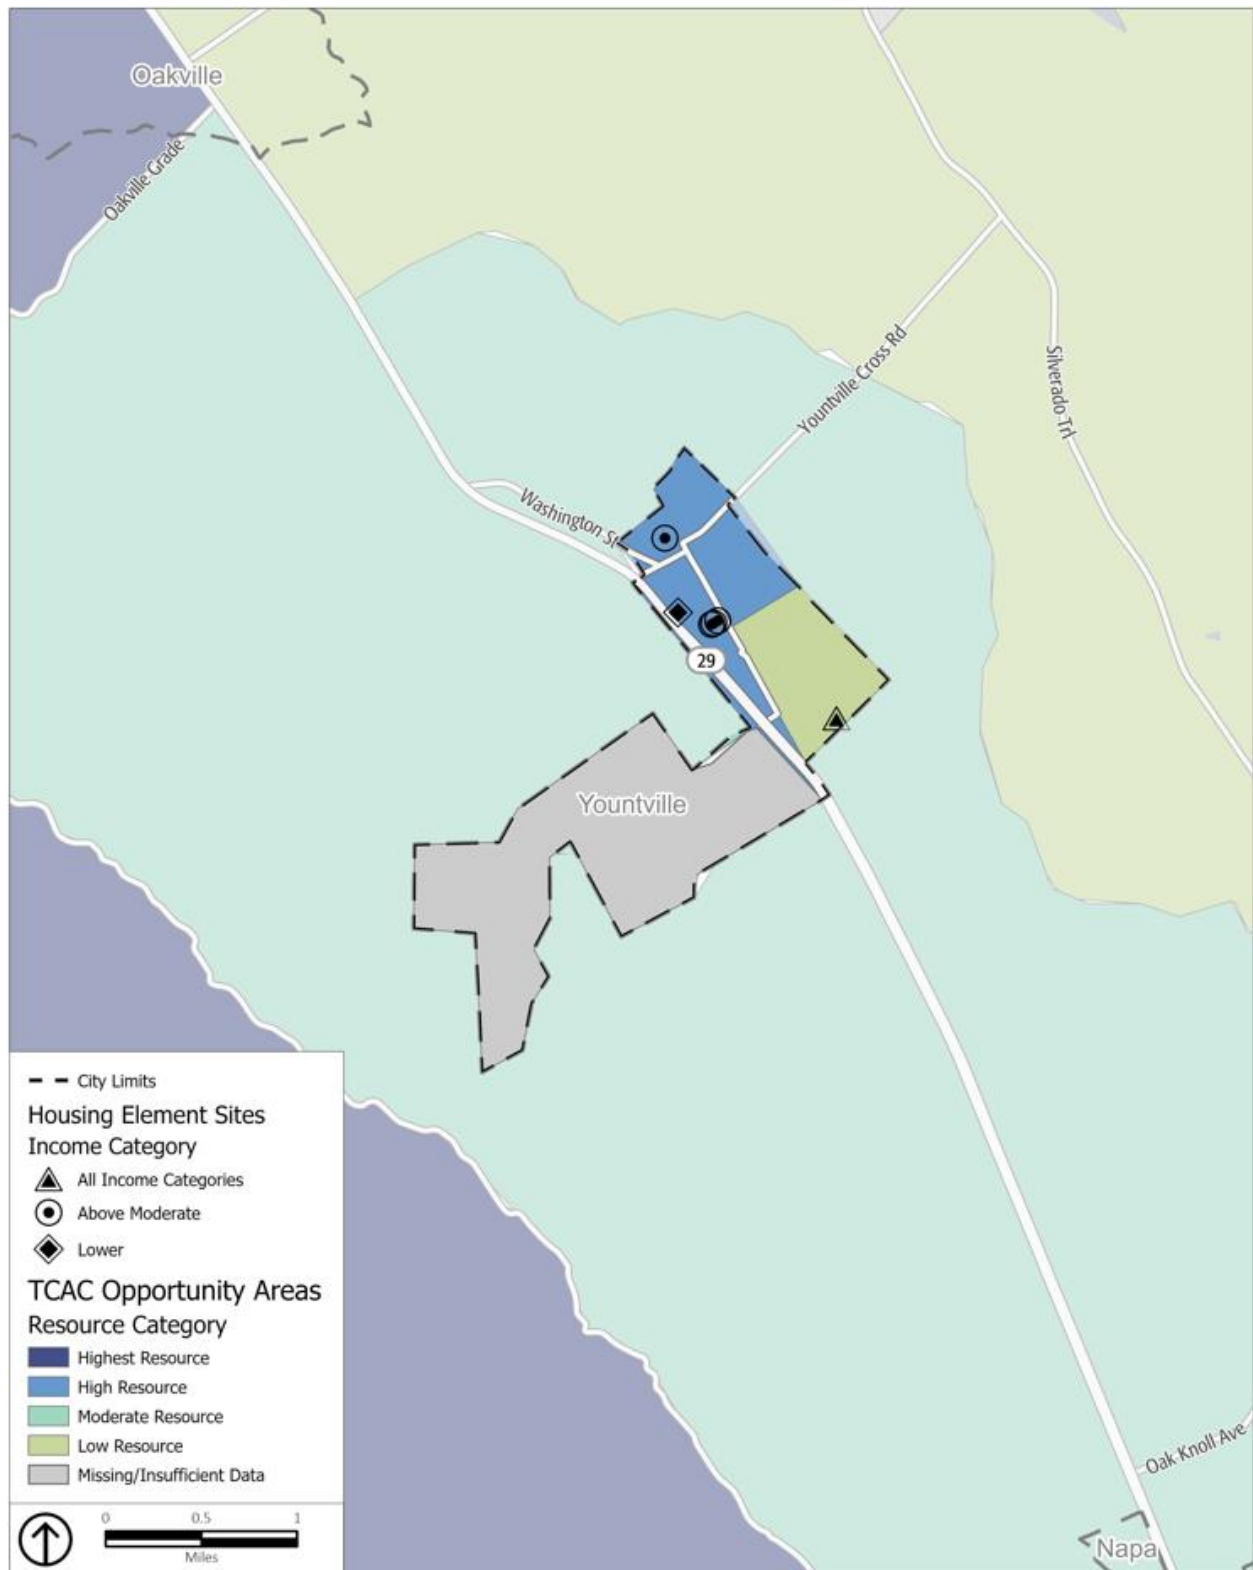 Oakville
Oakville Grade
Yountville Cross Rd
Silverado Trl
Washington St
29
Yountville
City Limits
Housing Element Sites
Income Category
All Income Categories
Above Moderate
Lower
TCAC Opportunity Areas
Resource Category
Highest Resource
High Resource
Moderate Resource
Low Resource
Missing/Insufficient Data
0 0.5 1
Miles
Oak Knoll Ave
Napa